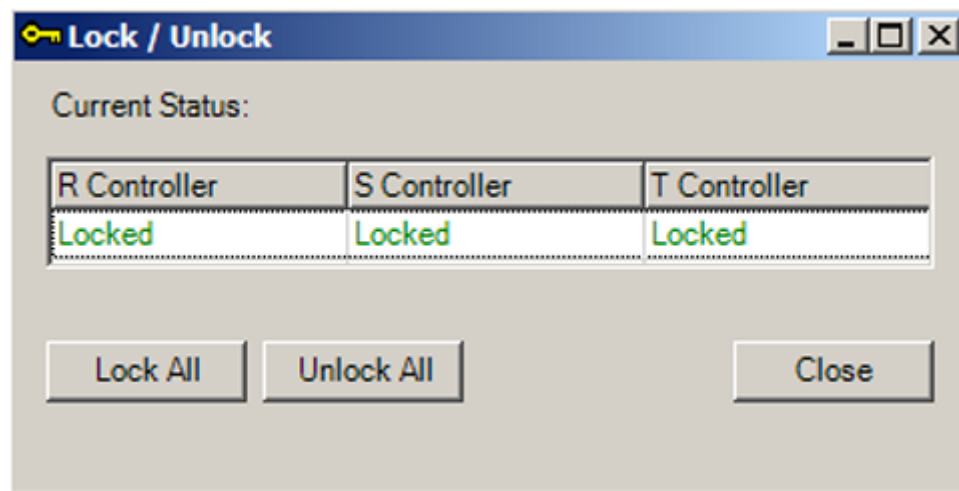 Lock / Unlock
Current Status:
R Controller S Controller T Controller
Locked Locked Locked
Lock All Unlock All Close